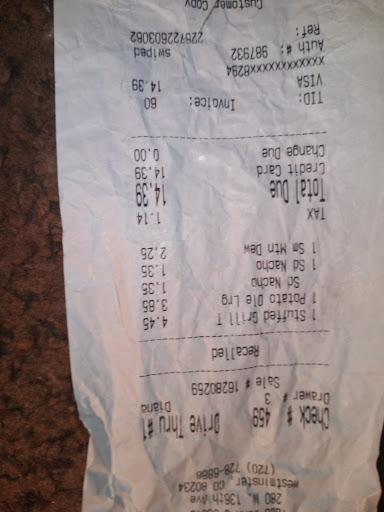 280 W. 136th Ave
Westminster CO 80234
(720) 728-6866
Check # 459 Drive Thru #1
Drawer # 3 Diana
Sale # 16280259
Recalled
1 Stuffed Grill T 4.45
1 Potato Ole Lrg 3.85
Sd Nacho 1.35
1 Sd Nacho 1.35
1 Sm Mtn Dew 2.25
TAX 1.14
Total Due 14.39
Credit Card 14.39
Change Due 0.00
TID: Invoice: 60
VISA 14.39
XXXXXXXXXXXX8294
Auth #: 987932 swiped
Ref: 226722603062
Customer Copy